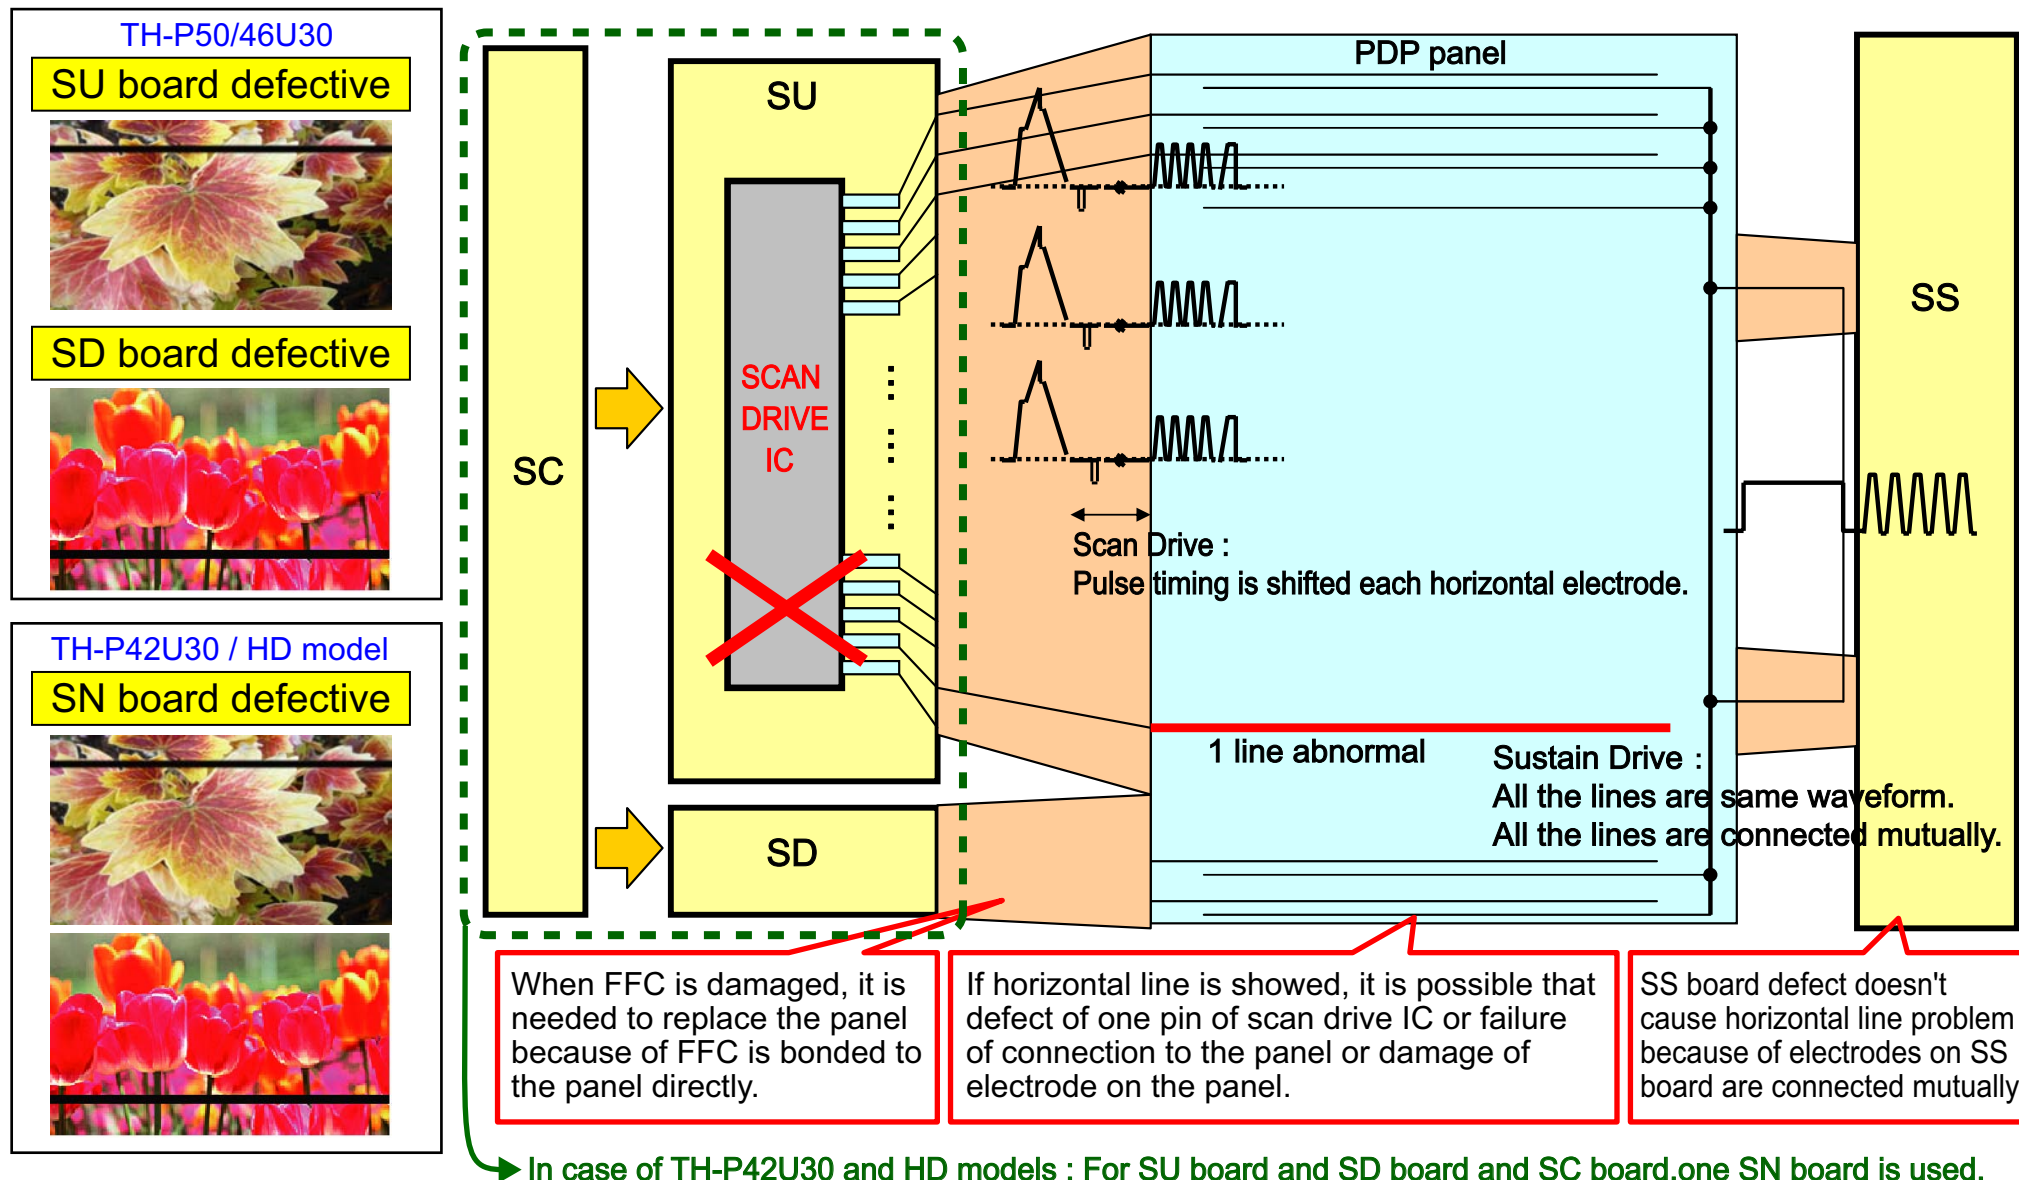 TH-P50/46U30
SU board defective
SD board defective
TH-P42U30 / HD model
SN board defective
SC
SU
SCAN
DRIVE
IC
SD
PDP panel
SS
Scan Drive :
Pulse timing is shifted each horizontal electrode.
1 line abnormal
Sustain Drive :
All the lines are same waveform.
All the lines are connected mutually.
When FFC is damaged, it is
needed to replace the panel
because of FFC is bonded to
the panel directly.
If horizontal line is showed, it is possible that
defect of one pin of scan drive IC or failure
of connection to the panel or damage of
electrode on the panel.
SS board defect doesn't
cause horizontal line problem
because of electrodes on SS
board are connected mutually
In case of TH-P42U30 and HD models : For SU board and SD board and SC board,one SN board is used.